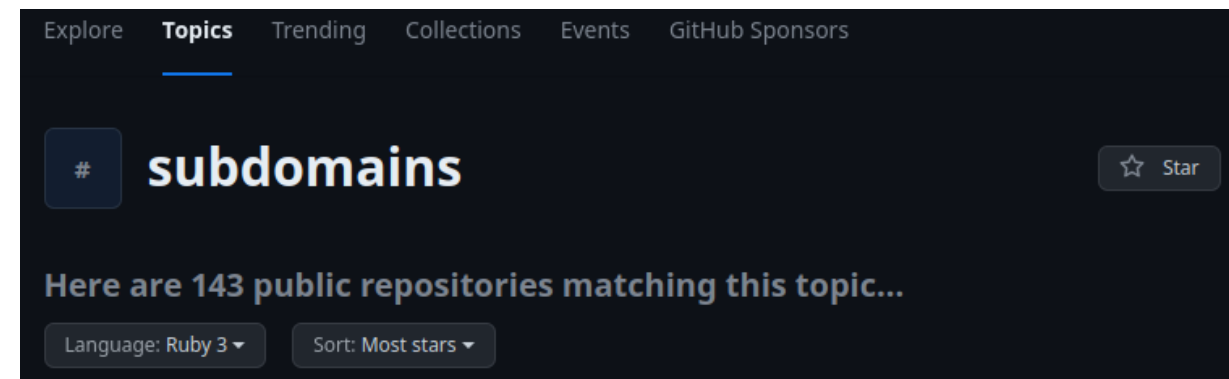 Explore Topics Trending Collections Events GitHub Sponsors
# subdomains
Star
Here are 143 public repositories matching this topic...
Language: Ruby 3 Sort: Most stars